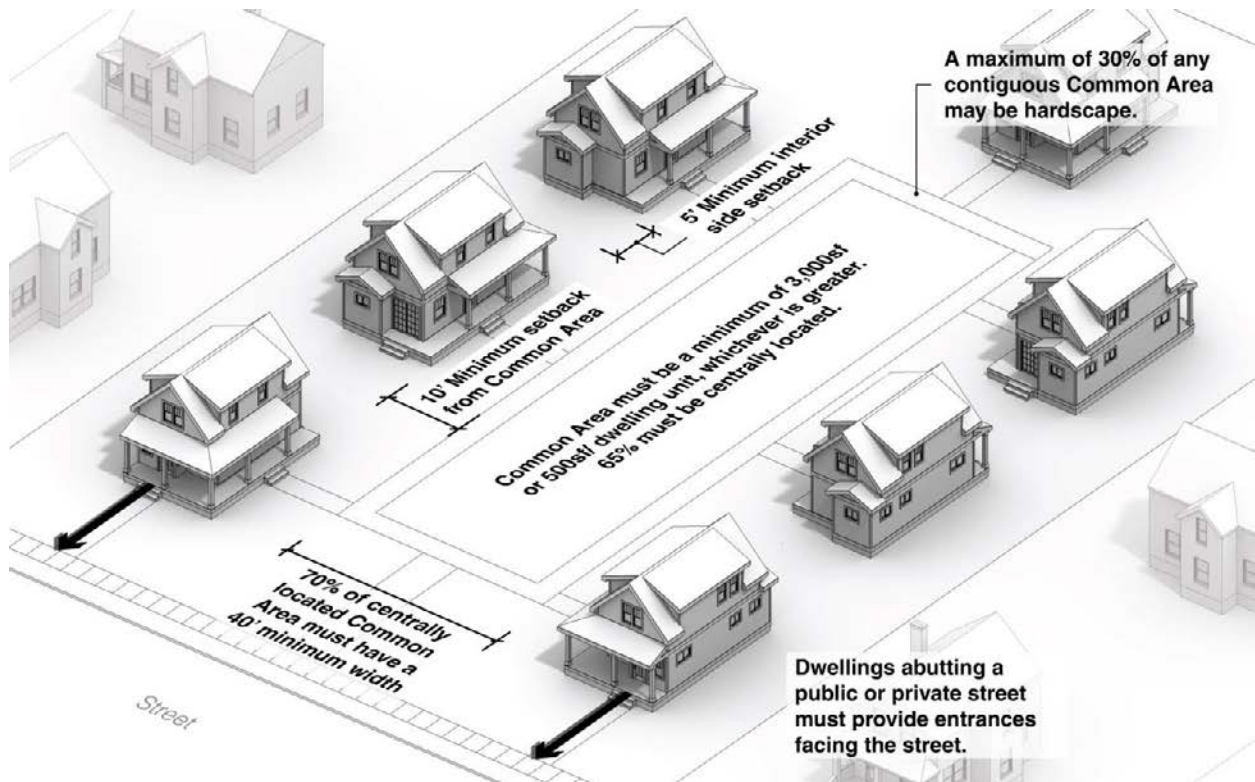 A maximum of 30% of any
contiguous Common Area
may be hardscape.
5' Minimum interior
side setback
10' Minimum setback
from Common Area
Common Area must be a minimum of 3,000sf
or 500sf/ dwelling unit, whichever is greater.
65% must be centrally located.
70% of centrally
located Common
Area must have a
40' minimum width
Street
Dwellings abutting a
public or private street
must provide entrances
facing the street.